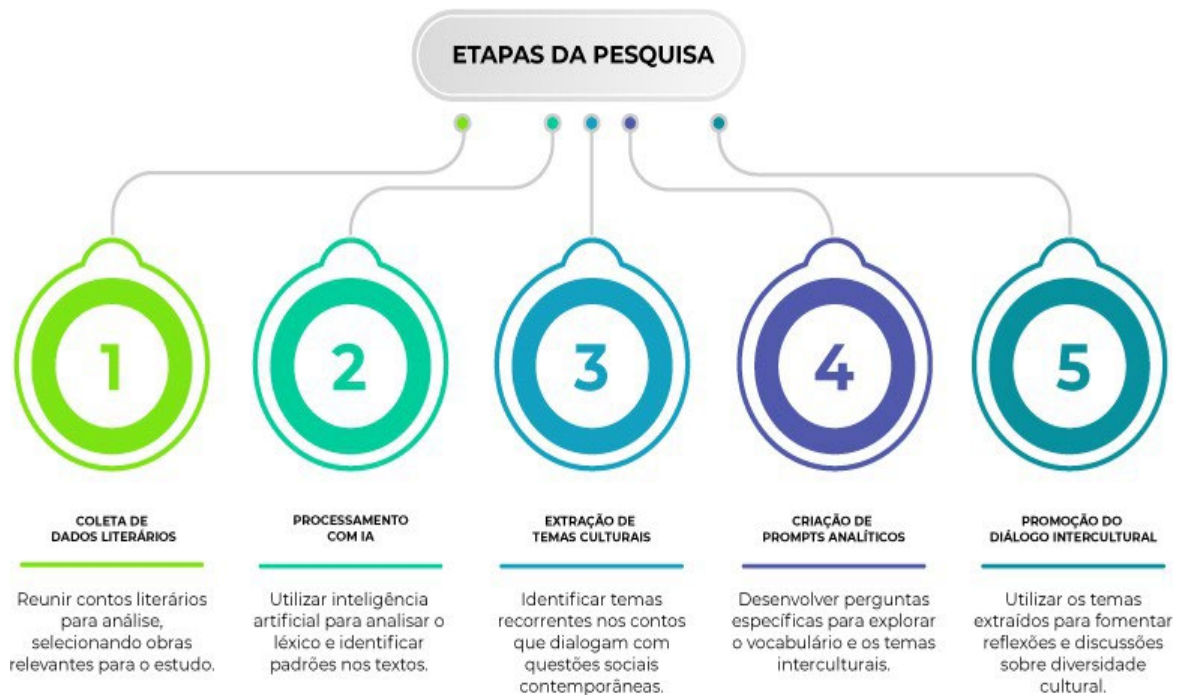 ETAPAS DA PESQUISA
1
COLETA DE
DADOS LITERÁRIOS
Reunir contos literários
para análise,
selecionando obras
relevantes para o estudo.
2
PROCESSAMENTO
COM IA
Utilizar inteligência
artificial para analisar o
léxico e identificar
padrões nos textos.
3
EXTRAÇÃO DE
TEMAS CULTURAIS
Identificar temas
recorrentes nos contos
que dialogam com
questões sociais
contemporâneas.
4
CRIAÇÃO DE
PROMPTS ANALÍTICOS
Desenvolver perguntas
específicas para explorar
o vocabulário e os temas
interculturais.
5
PROMOÇÃO DO
DIÁLOGO INTERCULTURAL
Utilizar os temas
extraídos para fomentar
reflexões e discussões
sobre diversidade
cultural.